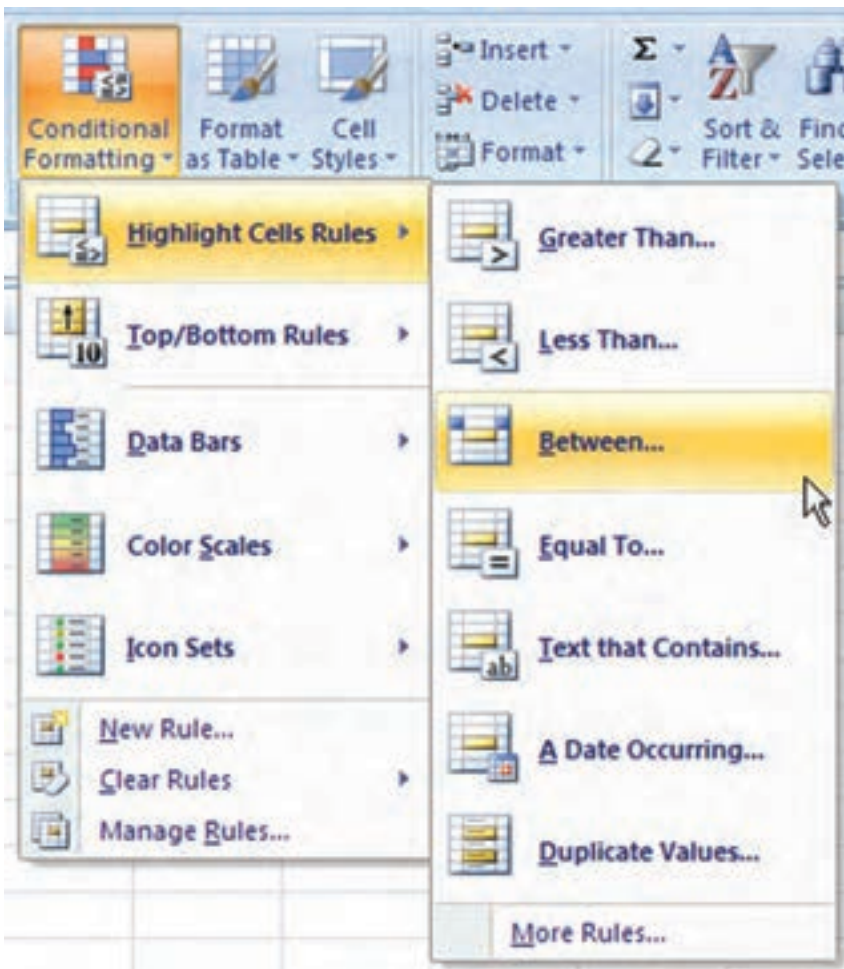 Conditional Formatting
Format as Table
Cell Styles
Insert
Delete
Format
Σ
A
Z
Sort & Filter
Highlight Cells Rules
Top/Bottom Rules
10
Data Bars
Color Scales
Icon Sets
New Rule...
Clear Rules
Manage Rules...
>
Greater Than...
<
Less Than...
Between...
=
Equal To...
ab
Text that Contains...
A Date Occurring...
Duplicate Values...
More Rules...